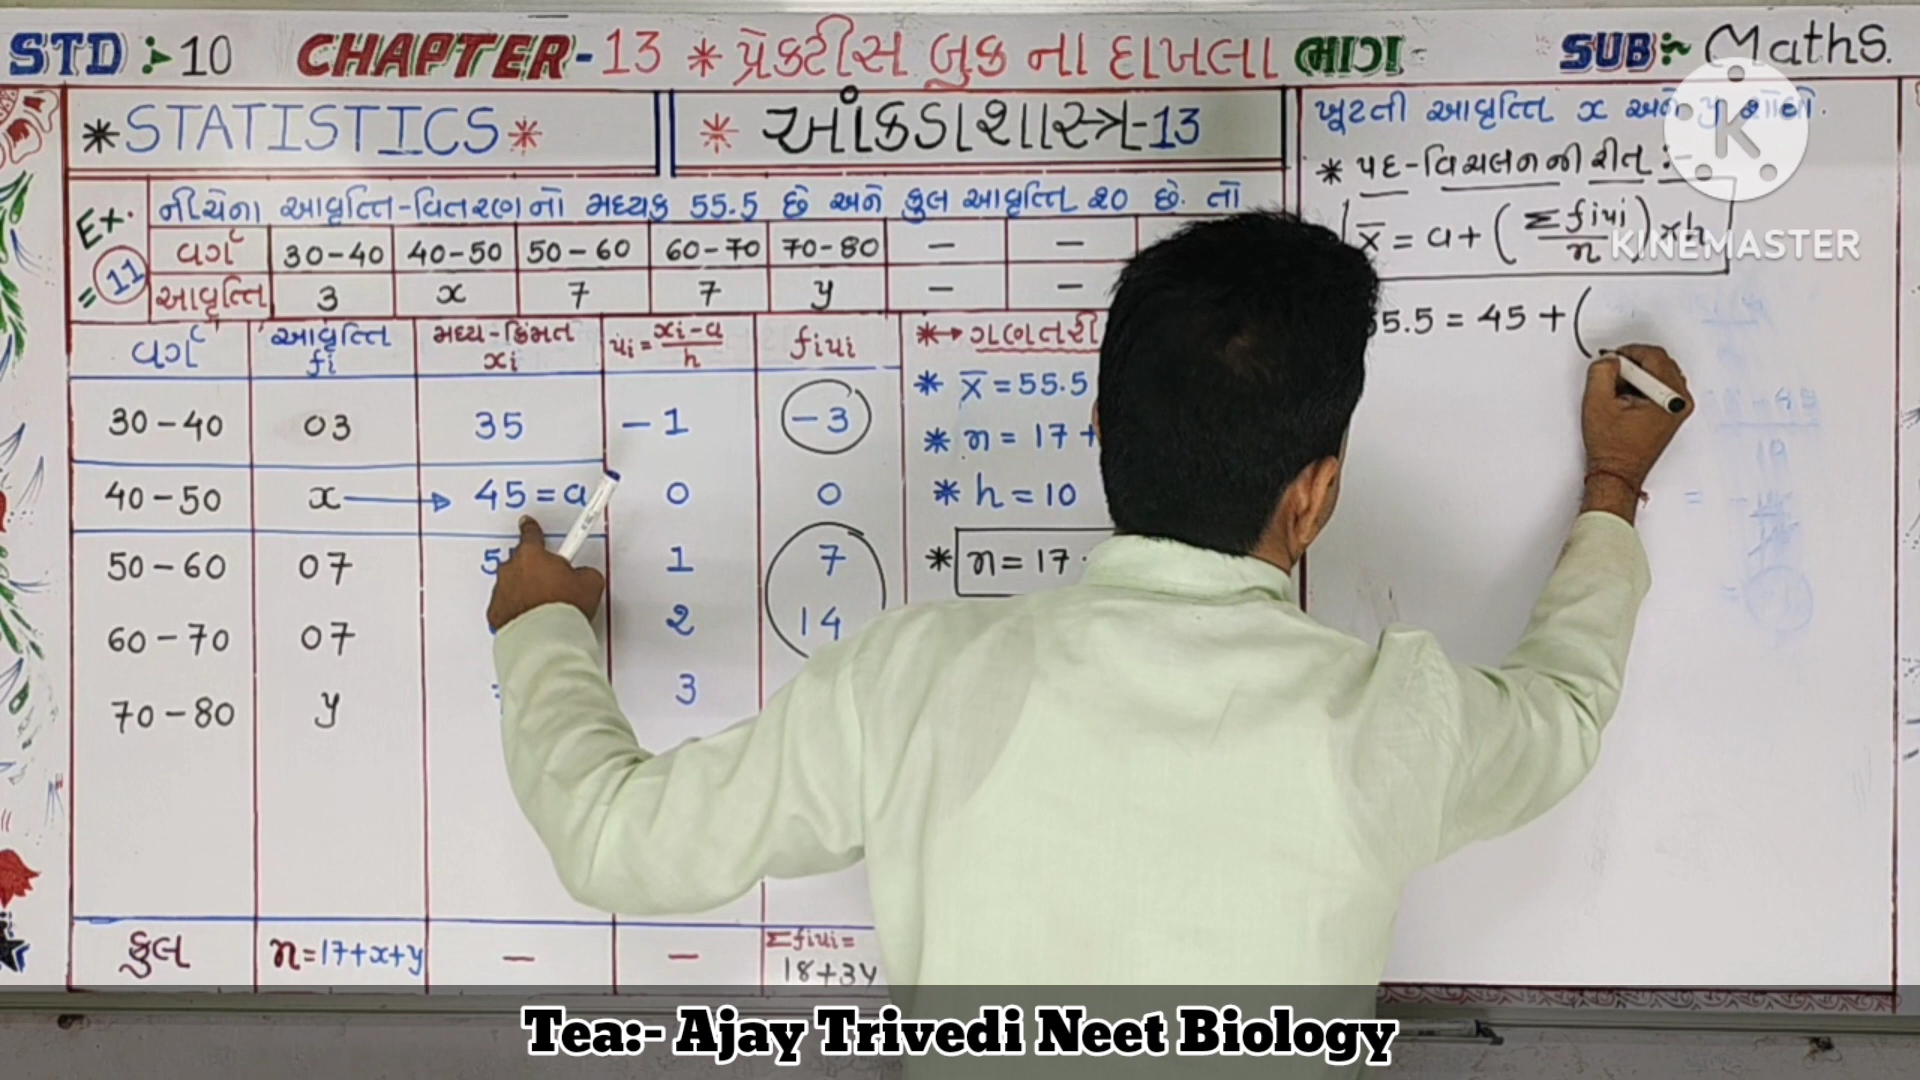 STD :- 10 CHAPTER - 13 * પ્રેક્ટીસ બુક ના દાખલા ભાગ - SUB :- Maths.
* STATISTICS *
* આંકડાશાસ્ત્ર-13
Ex. 11 નીચેના આવૃત્તિ-વિતરણનો મધ્યક 55.5 છે અને કુલ આવૃત્તિ 20 છે. તો
વર્ગ 30-40 40-50 50-60 60-70 70-80 — —
આવૃત્તિ 3 x 7 7 y — —
વર્ગ આવૃત્તિ fi મધ્ય-કિંમત xi ui = xi-a/h fiui
30-40 03 35 -1 -3
40-50 x 45=a 0 0
50-60 07 1 7
60-70 07 2 14
70-80 y 3
કુલ n=17+x+y — — Σfiui= 18+3y
*→ ગણતરી
* x̄ = 55.5
* n = 17 +
* h = 10
* n = 17
ખૂટતી આવૃત્તિ x અને y શોધો.
* પદ-વિચલનની રીત :-
x̄ = a + (Σfiui/n) xh
55.5 = 45 + (
K
KINEMASTER
Tea:- Ajay Trivedi Neet Biology